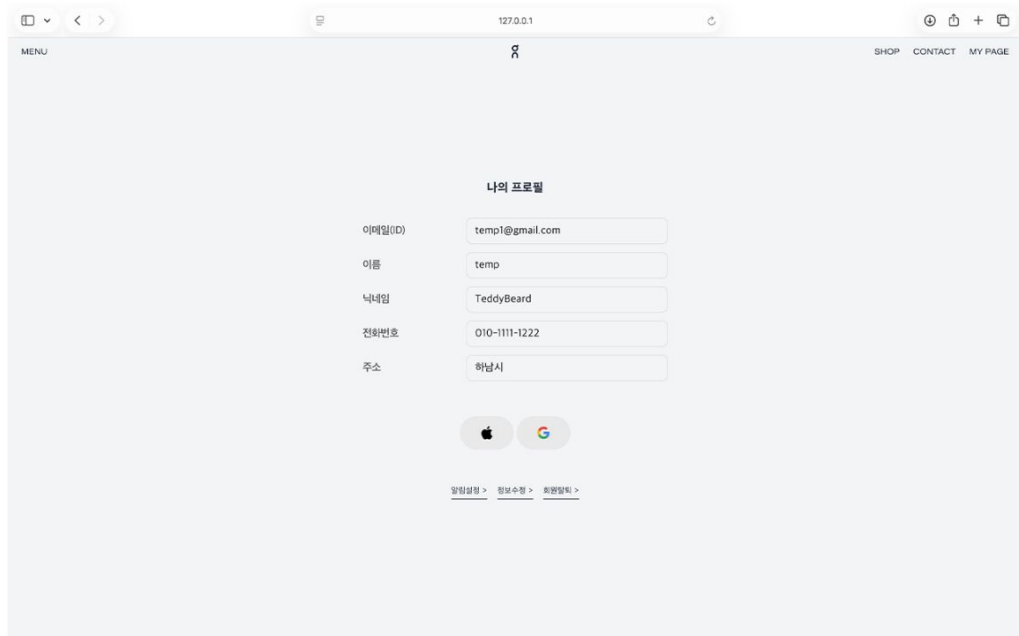 127.0.0.1
MENU
SHOP CONTACT MY PAGE
나의 프로필
이메일(ID) temp1@gmail.com
이름 temp
닉네임 TeddyBeard
전화번호 010-1111-1222
주소 하남시
알림설정 > 정보수정 > 회원탈퇴 >